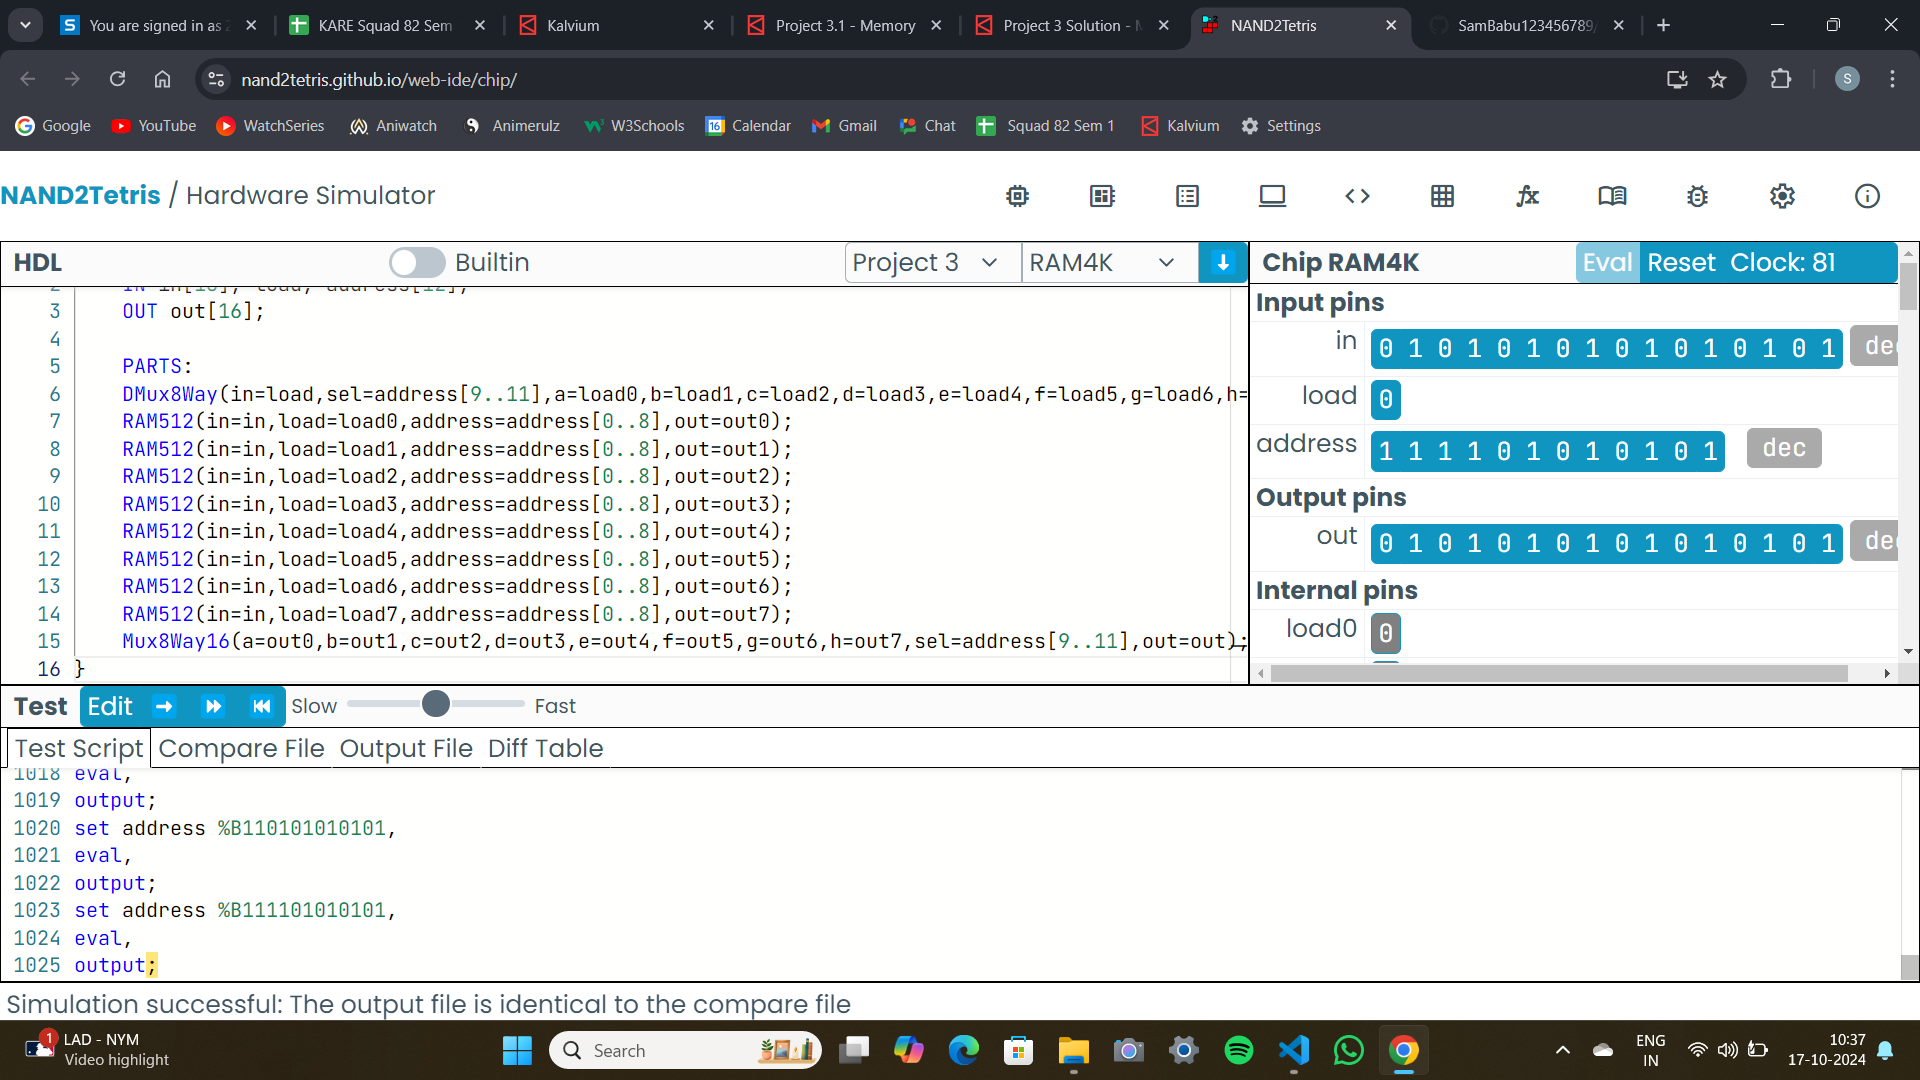 You are signed in as
KARE Squad 82 Sem
Kalvium
Project 3.1 - Memory
Project 3 Solution -
NAND2Tetris
SamBabu123456789/
nand2tetris.github.io/web-ide/chip/
S
Google
YouTube
WatchSeries
Aniwatch
Animerulz
W3Schools
Calendar
Gmail
Chat
Squad 82 Sem 1
Kalvium
Settings
NAND2Tetris / Hardware Simulator
HDL
Builtin
Project 3
RAM4K
2 IN in[16], load, address[12];
3 OUT out[16];
4
5 PARTS:
6 DMux8Way(in=load,sel=address[9..11],a=load0,b=load1,c=load2,d=load3,e=load4,f=load5,g=load6,h=
7 RAM512(in=in,load=load0,address=address[0..8],out=out0);
8 RAM512(in=in,load=load1,address=address[0..8],out=out1);
9 RAM512(in=in,load=load2,address=address[0..8],out=out2);
10 RAM512(in=in,load=load3,address=address[0..8],out=out3);
11 RAM512(in=in,load=load4,address=address[0..8],out=out4);
12 RAM512(in=in,load=load5,address=address[0..8],out=out5);
13 RAM512(in=in,load=load6,address=address[0..8],out=out6);
14 RAM512(in=in,load=load7,address=address[0..8],out=out7);
15 Mux8Way16(a=out0,b=out1,c=out2,d=out3,e=out4,f=out5,g=out6,h=out7,sel=address[9..11],out=out);
16 }
Chip RAM4K
Eval Reset Clock: 81
Input pins
in 0 1 0 1 0 1 0 1 0 1 0 1 0 1 0 1 dec
load 0
address 1 1 1 1 0 1 0 1 0 1 0 1 dec
Output pins
out 0 1 0 1 0 1 0 1 0 1 0 1 0 1 0 1 dec
Internal pins
load0 0
Test Edit Slow Fast
Test Script Compare File Output File Diff Table
1018 eval,
1019 output;
1020 set address %B110101010101,
1021 eval,
1022 output;
1023 set address %B111101010101,
1024 eval,
1025 output;
Simulation successful: The output file is identical to the compare file
1
LAD - NYM
Video highlight
Search
ENG
IN
10:37
17-10-2024